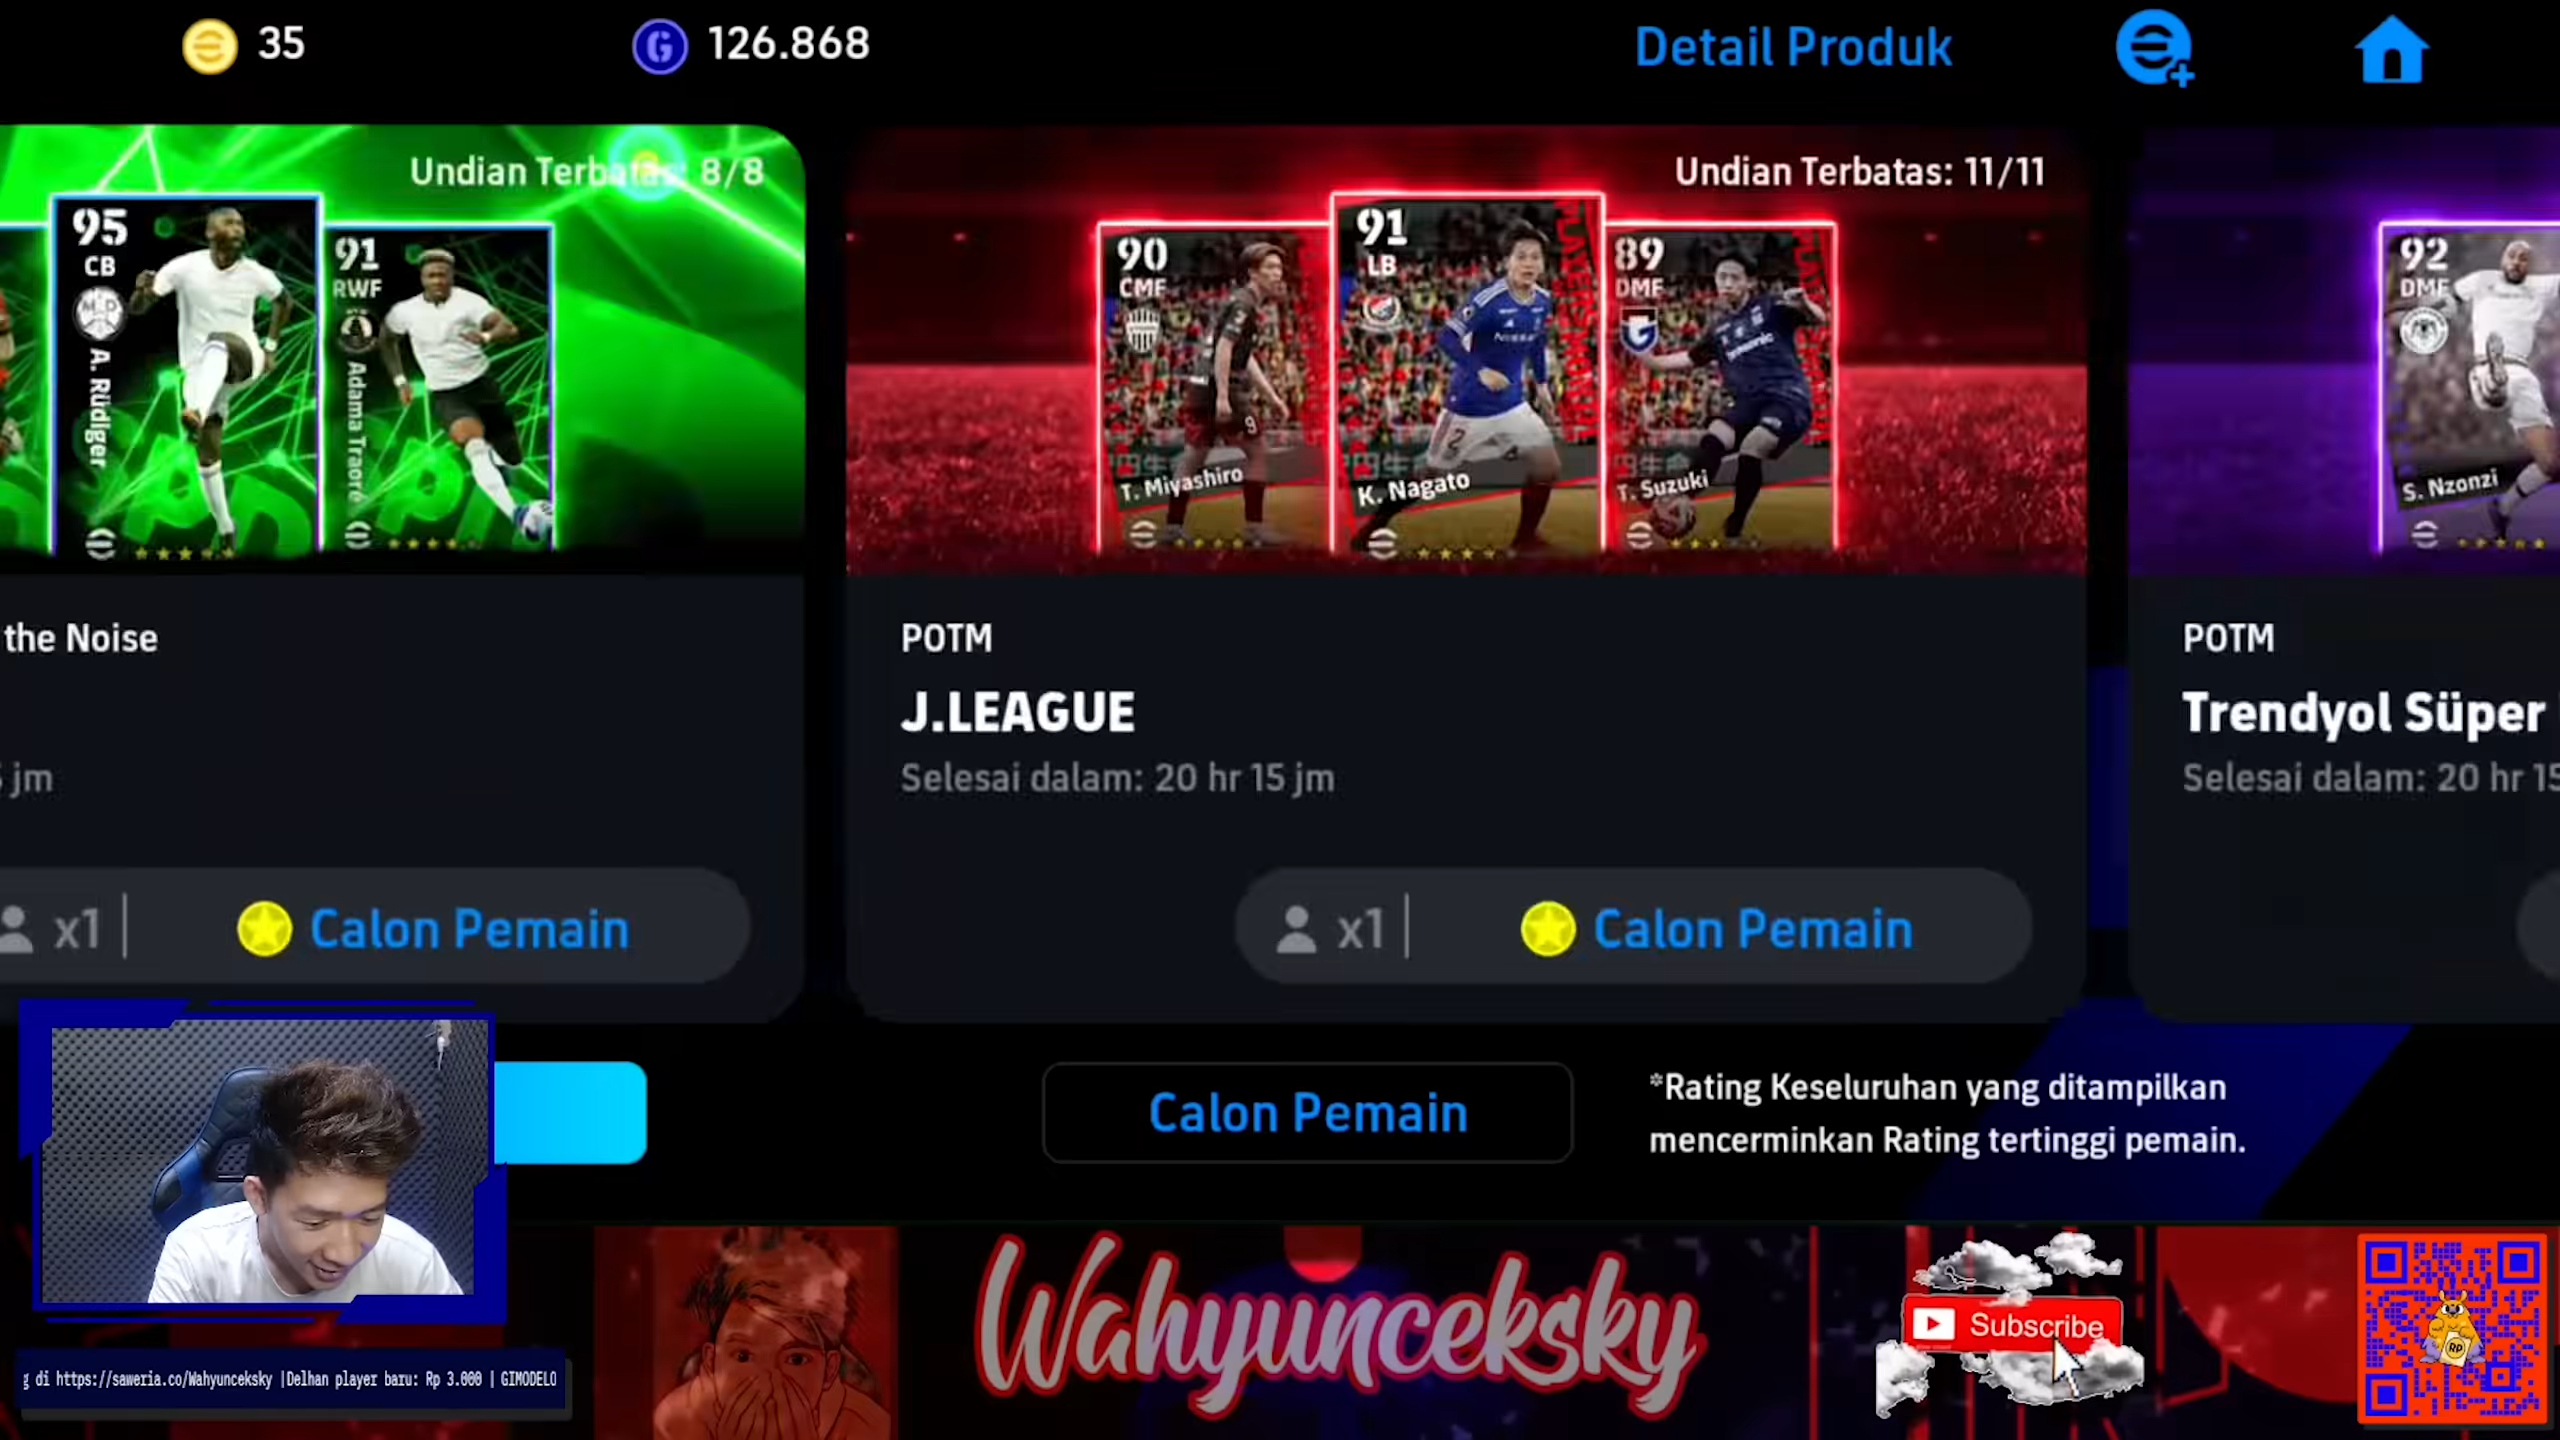 35
126.868
Detail Produk
Undian Terbatas: 8/8
95
CB
A. Rüdiger
91
RWF
Adama Traoré
the Noise
jm
x1
Calon Pemain
Undian Terbatas: 11/11
90
CMF
T. Miyashiro
91
LB
K. Nagato
89
DMF
T. Suzuki
POTM
J.LEAGUE
Selesai dalam: 20 hr 15 jm
x1
Calon Pemain
92
DMF
S. Nzonzi
POTM
Trendyol Süper
Selesai dalam: 20 hr 15
Calon Pemain
*Rating Keseluruhan yang ditampilkan
mencerminkan Rating tertinggi pemain.
Wahyunceksky
Subscribe
g di https://saweria.co/Wahyunceksky |Delhan player baru: Rp 3.000 | GIMODELO